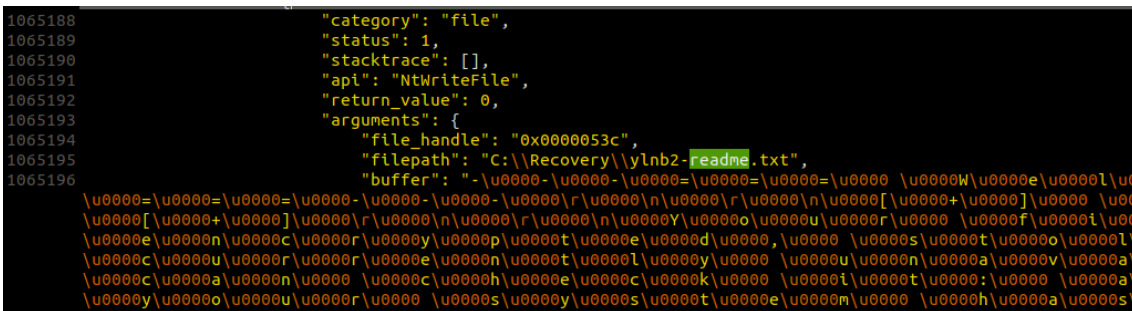 1065188 "category": "file",
1065189 "status": 1,
1065190 "stacktrace": [],
1065191 "api": "NtWriteFile",
1065192 "return_value": 0,
1065193 "arguments": {
1065194 "file_handle": "0x0000053c",
1065195 "filepath": "C:\\Recovery\\ylnb2-readme.txt",
1065196 "buffer": "-\u0000-\u0000-\u0000=\u0000=\u0000=\u0000 \u0000W\u0000e\u0000l\u0
\u0000=\u0000=\u0000=\u0000-\u0000-\u0000-\u0000\r\u0000\n\u0000\r\u0000\n\u0000[\u0000+\u0000]\u0000 \u00
\u0000[\u0000+\u0000]\u0000\r\u0000\n\u0000\r\u0000\n\u0000Y\u0000o\u0000u\u0000r\u0000 \u0000f\u0000i\u00
\u0000e\u0000n\u0000c\u0000r\u0000y\u0000p\u0000t\u0000e\u0000d\u0000,\u0000 \u0000s\u0000t\u0000o\u0000l\
\u0000c\u0000u\u0000r\u0000r\u0000e\u0000n\u0000t\u0000l\u0000y\u0000 \u0000u\u0000n\u0000a\u0000v\u0000a\
\u0000c\u0000a\u0000n\u0000 \u0000c\u0000h\u0000e\u0000c\u0000k\u0000 \u0000i\u0000t\u0000:\u0000 \u0000a\
\u0000y\u0000o\u0000u\u0000r\u0000 \u0000s\u0000y\u0000s\u0000t\u0000e\u0000m\u0000 \u0000h\u0000a\u0000s\